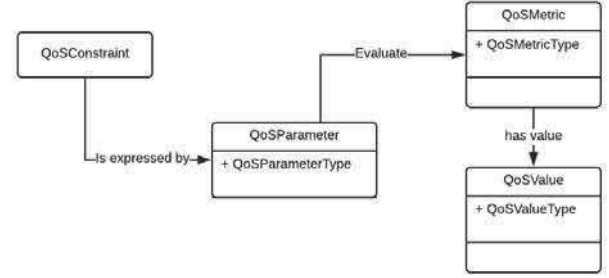 QoSMetric
+ QoSMetricType
Evaluate
QoSConstraint
has value
QoSParameter
Is expressed by
+ QoSParameterType
QoSValue
+ QoSValueType